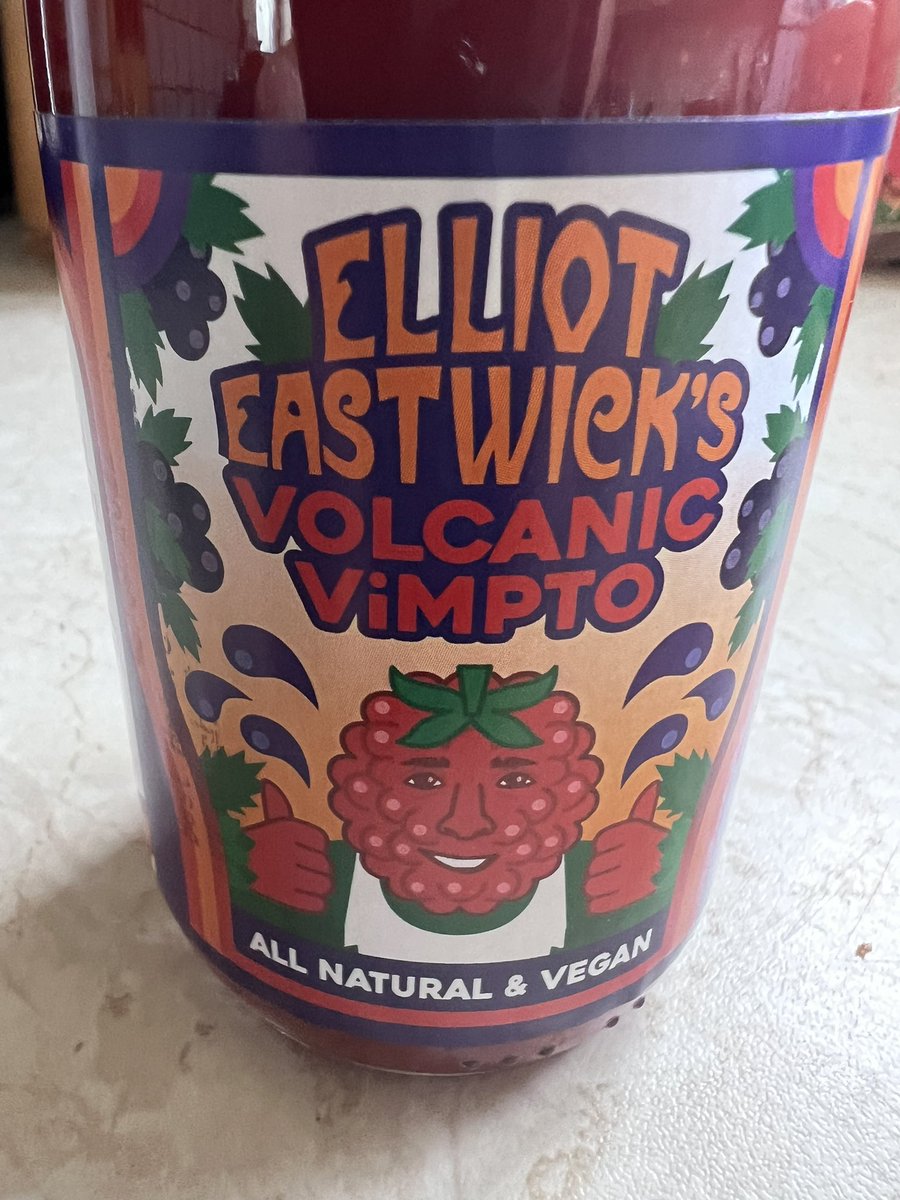 ELLIOT
EASTWICK'S
VOLCANIC
ViMPTO
ALL NATURAL & VEGAN